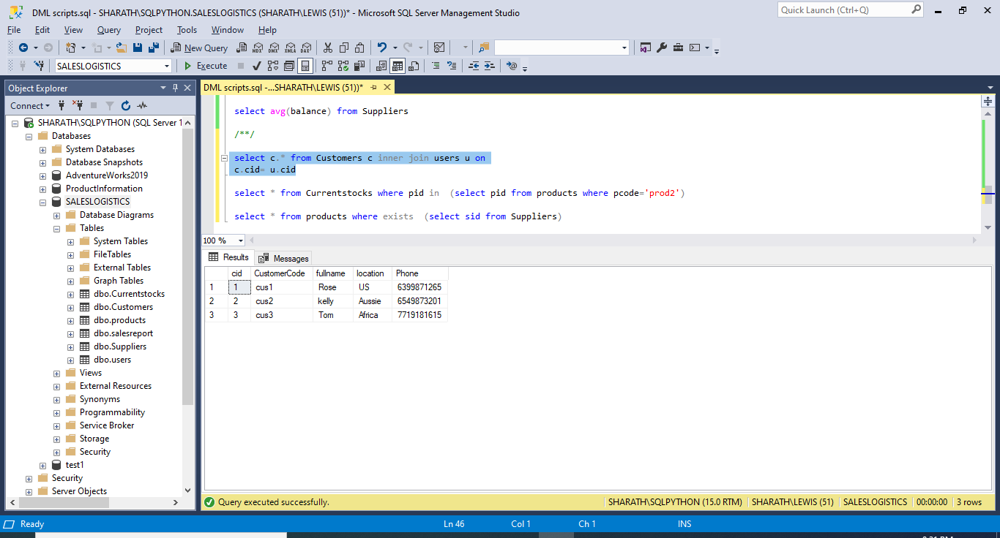 DML scripts.sql - SHARATH\SQLPYTHON.SALESLOGISTICS (SHARATH\LEWIS (51))* - Microsoft SQL Server Management Studio
Quick Launch (Ctrl+Q)
File Edit View Query Project Tools Window Help
New Query MDX DMX XMLA DAX
SALESLOGISTICS Execute
Object Explorer
Connect
SHARATH\SQLPYTHON (SQL Server 1
Databases
System Databases
Database Snapshots
AdventureWorks2019
ProductInformation
SALESLOGISTICS
Database Diagrams
Tables
System Tables
FileTables
External Tables
Graph Tables
dbo.Currentstocks
dbo.Customers
dbo.products
dbo.salesreport
dbo.Suppliers
dbo.users
Views
External Resources
Synonyms
Programmability
Service Broker
Storage
Security
test1
Security
Server Objects
DML scripts.sql -...SHARATH\LEWIS (51))*
select avg(balance) from Suppliers
/**/
select c.* from Customers c inner join users u on
c.cid= u.cid
select * from Currentstocks where pid in (select pid from products where pcode='prod2')
select * from products where exists (select sid from Suppliers)
100 %
Results Messages
cid CustomerCode fullname location Phone
1 1 cus1 Rose US 6399871265
2 2 cus2 kelly Aussie 6549873201
3 3 cus3 Tom Africa 7719181615
Query executed successfully. SHARATH\SQLPYTHON (15.0 RTM) SHARATH\LEWIS (51) SALESLOGISTICS 00:00:00 3 rows
Ready Ln 46 Col 1 Ch 1 INS